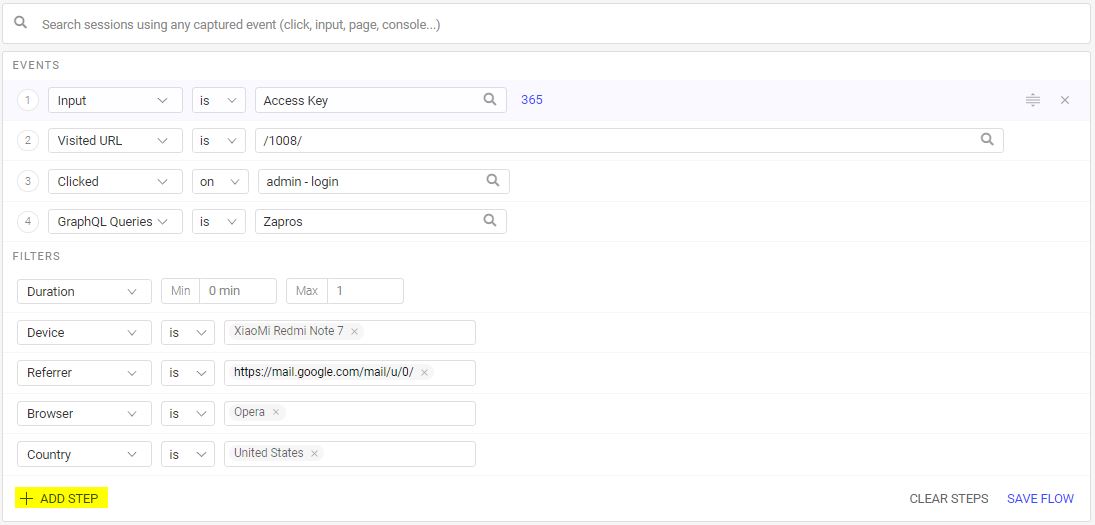 Search sessions using any captured event (click, input, page, console...)
EVENTS
1 Input is Access Key 365
2 Visited URL is /1008/
3 Clicked on admin - login
4 GraphQL Queries is Zapros
FILTERS
Duration Min 0 min Max 1
Device is XiaoMi Redmi Note 7 ×
Referrer is https://mail.google.com/mail/u/0/ ×
Browser is Opera ×
Country is United States ×
+ ADD STEP CLEAR STEPS SAVE FLOW